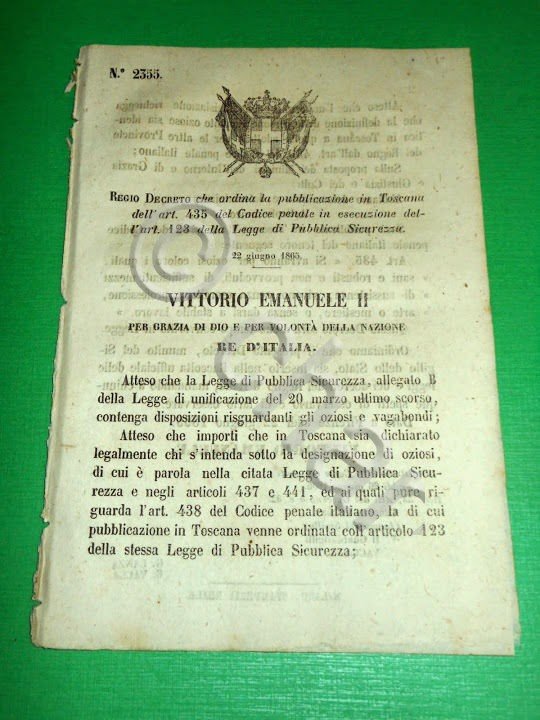 N.° 2355.
REGIO DECRETO che ordina la pubblicazione in Toscana
dell'art. 435 del Codice penale in esecuzione del-
l'art. 123 della Legge di Pubblica Sicurezza.
22 giugno 1865.
VITTORIO EMANUELE II
PER GRAZIA DI DIO E PER VOLONTÀ DELLA NAZIONE
RE D'ITALIA.
Atteso che la Legge di Pubblica Sicurezza, allegato B
della Legge di unificazione del 20 marzo ultimo scorso,
contenga disposizioni risguardanti gli oziosi e vagabondi;
Atteso che importi che in Toscana sia dichiarato
legalmente chi s'intenda sotto la designazione di oziosi,
di cui è parola nella citata Legge di Pubblica Sicu-
rezza e negli articoli 437 e 441, ed ai quali pure ri-
guarda l'art. 438 del Codice penale italiano, la di cui
pubblicazione in Toscana venne ordinata coll'articolo 123
della stessa Legge di Pubblica Sicurezza;